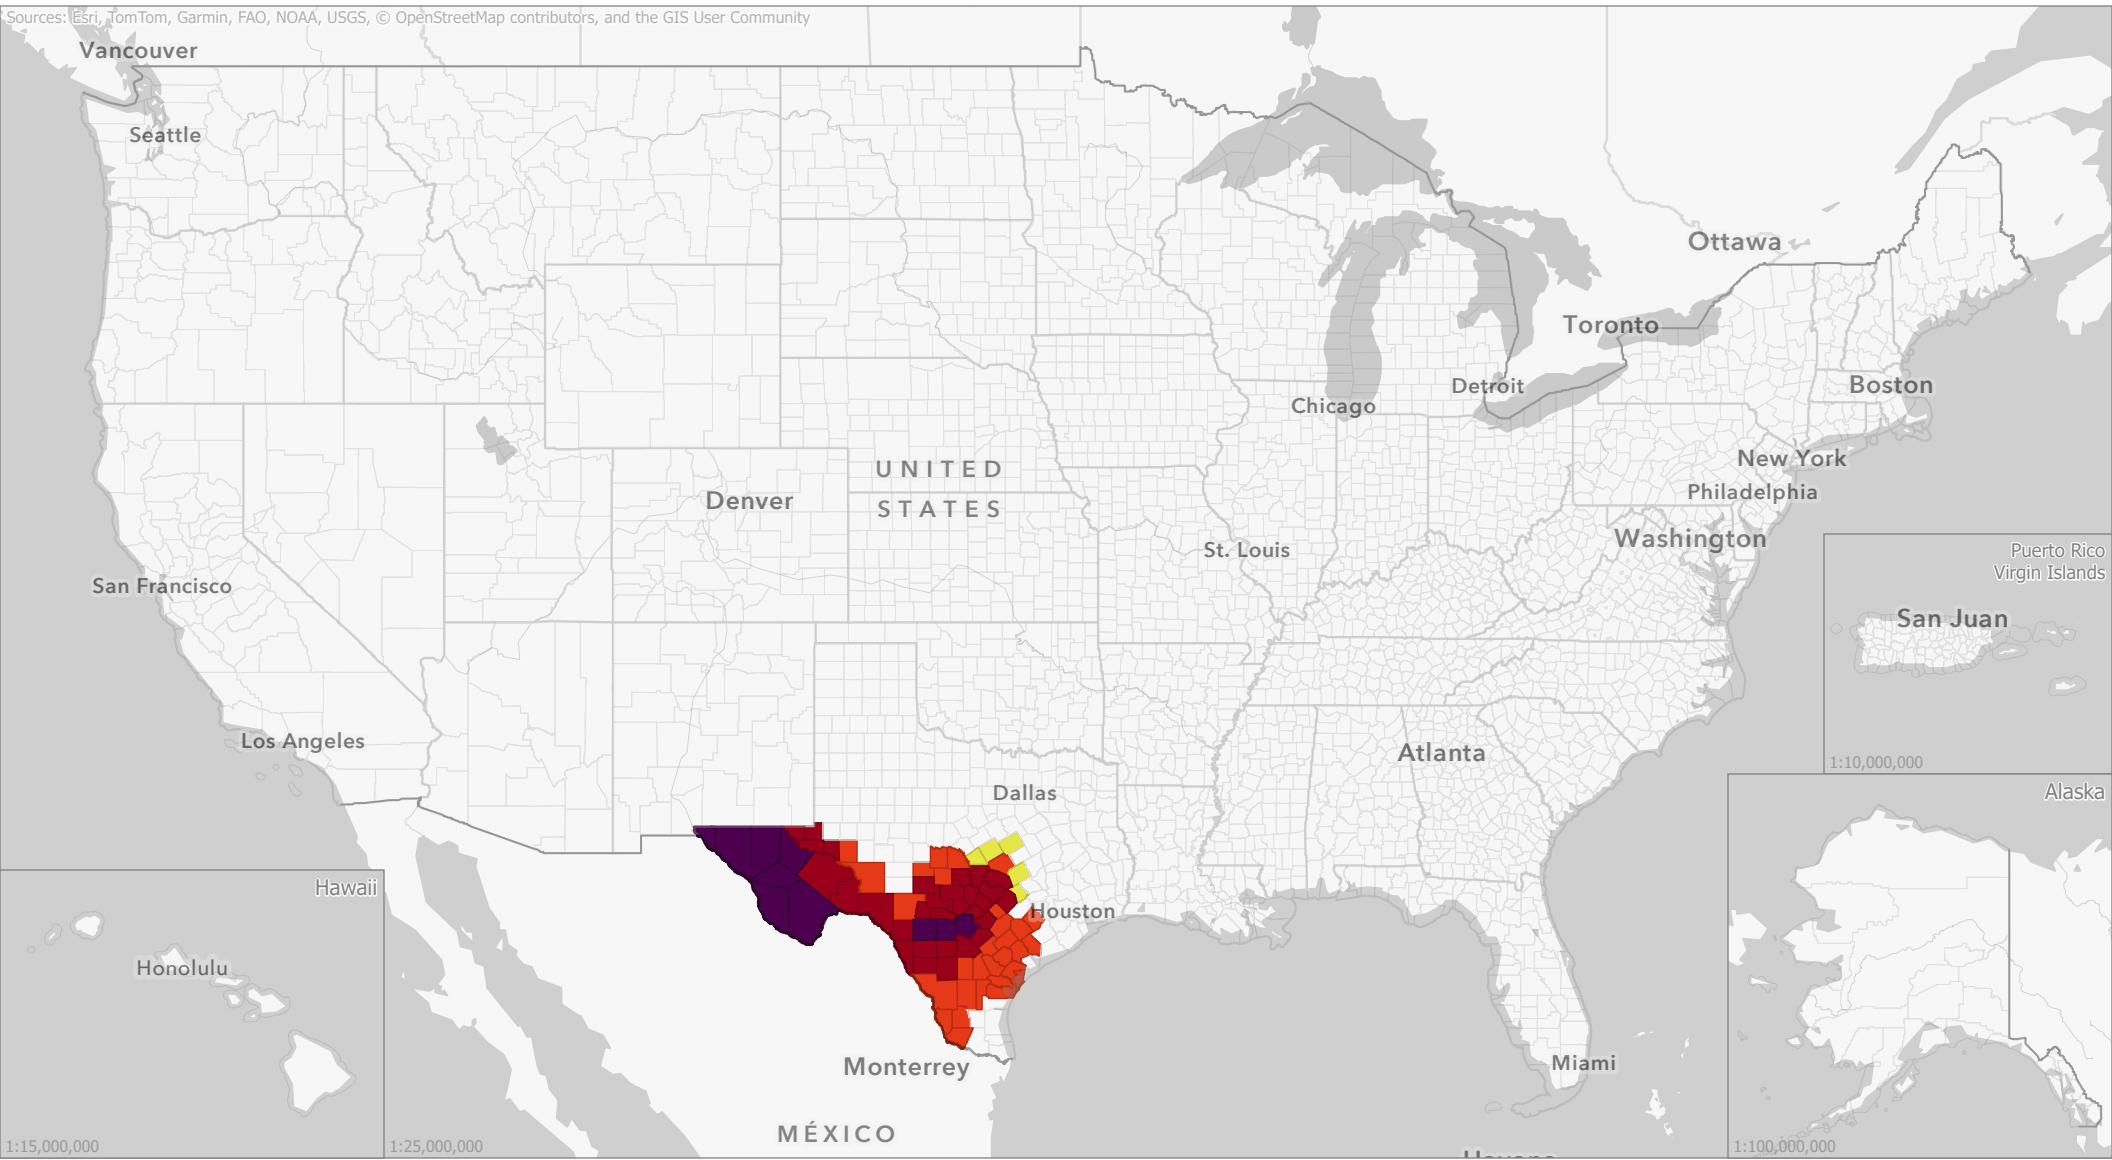 Sources: Esri, TomTom, Garmin, FAO, NOAA, USGS, © OpenStreetMap contributors, and the GIS User Community
Vancouver
Seattle
Ottawa
Toronto
Detroit
Boston
Chicago
New York
UNITED
STATES
Denver
Philadelphia
Washington
St. Louis
San Francisco
Puerto Rico
Virgin Islands
San Juan
Los Angeles
Atlanta
1:10,000,000
Dallas
Alaska
Hawaii
Houston
Honolulu
Monterrey
Miami
MÉXICO
1:15,000,000
1:25,000,000
1:100,000,000